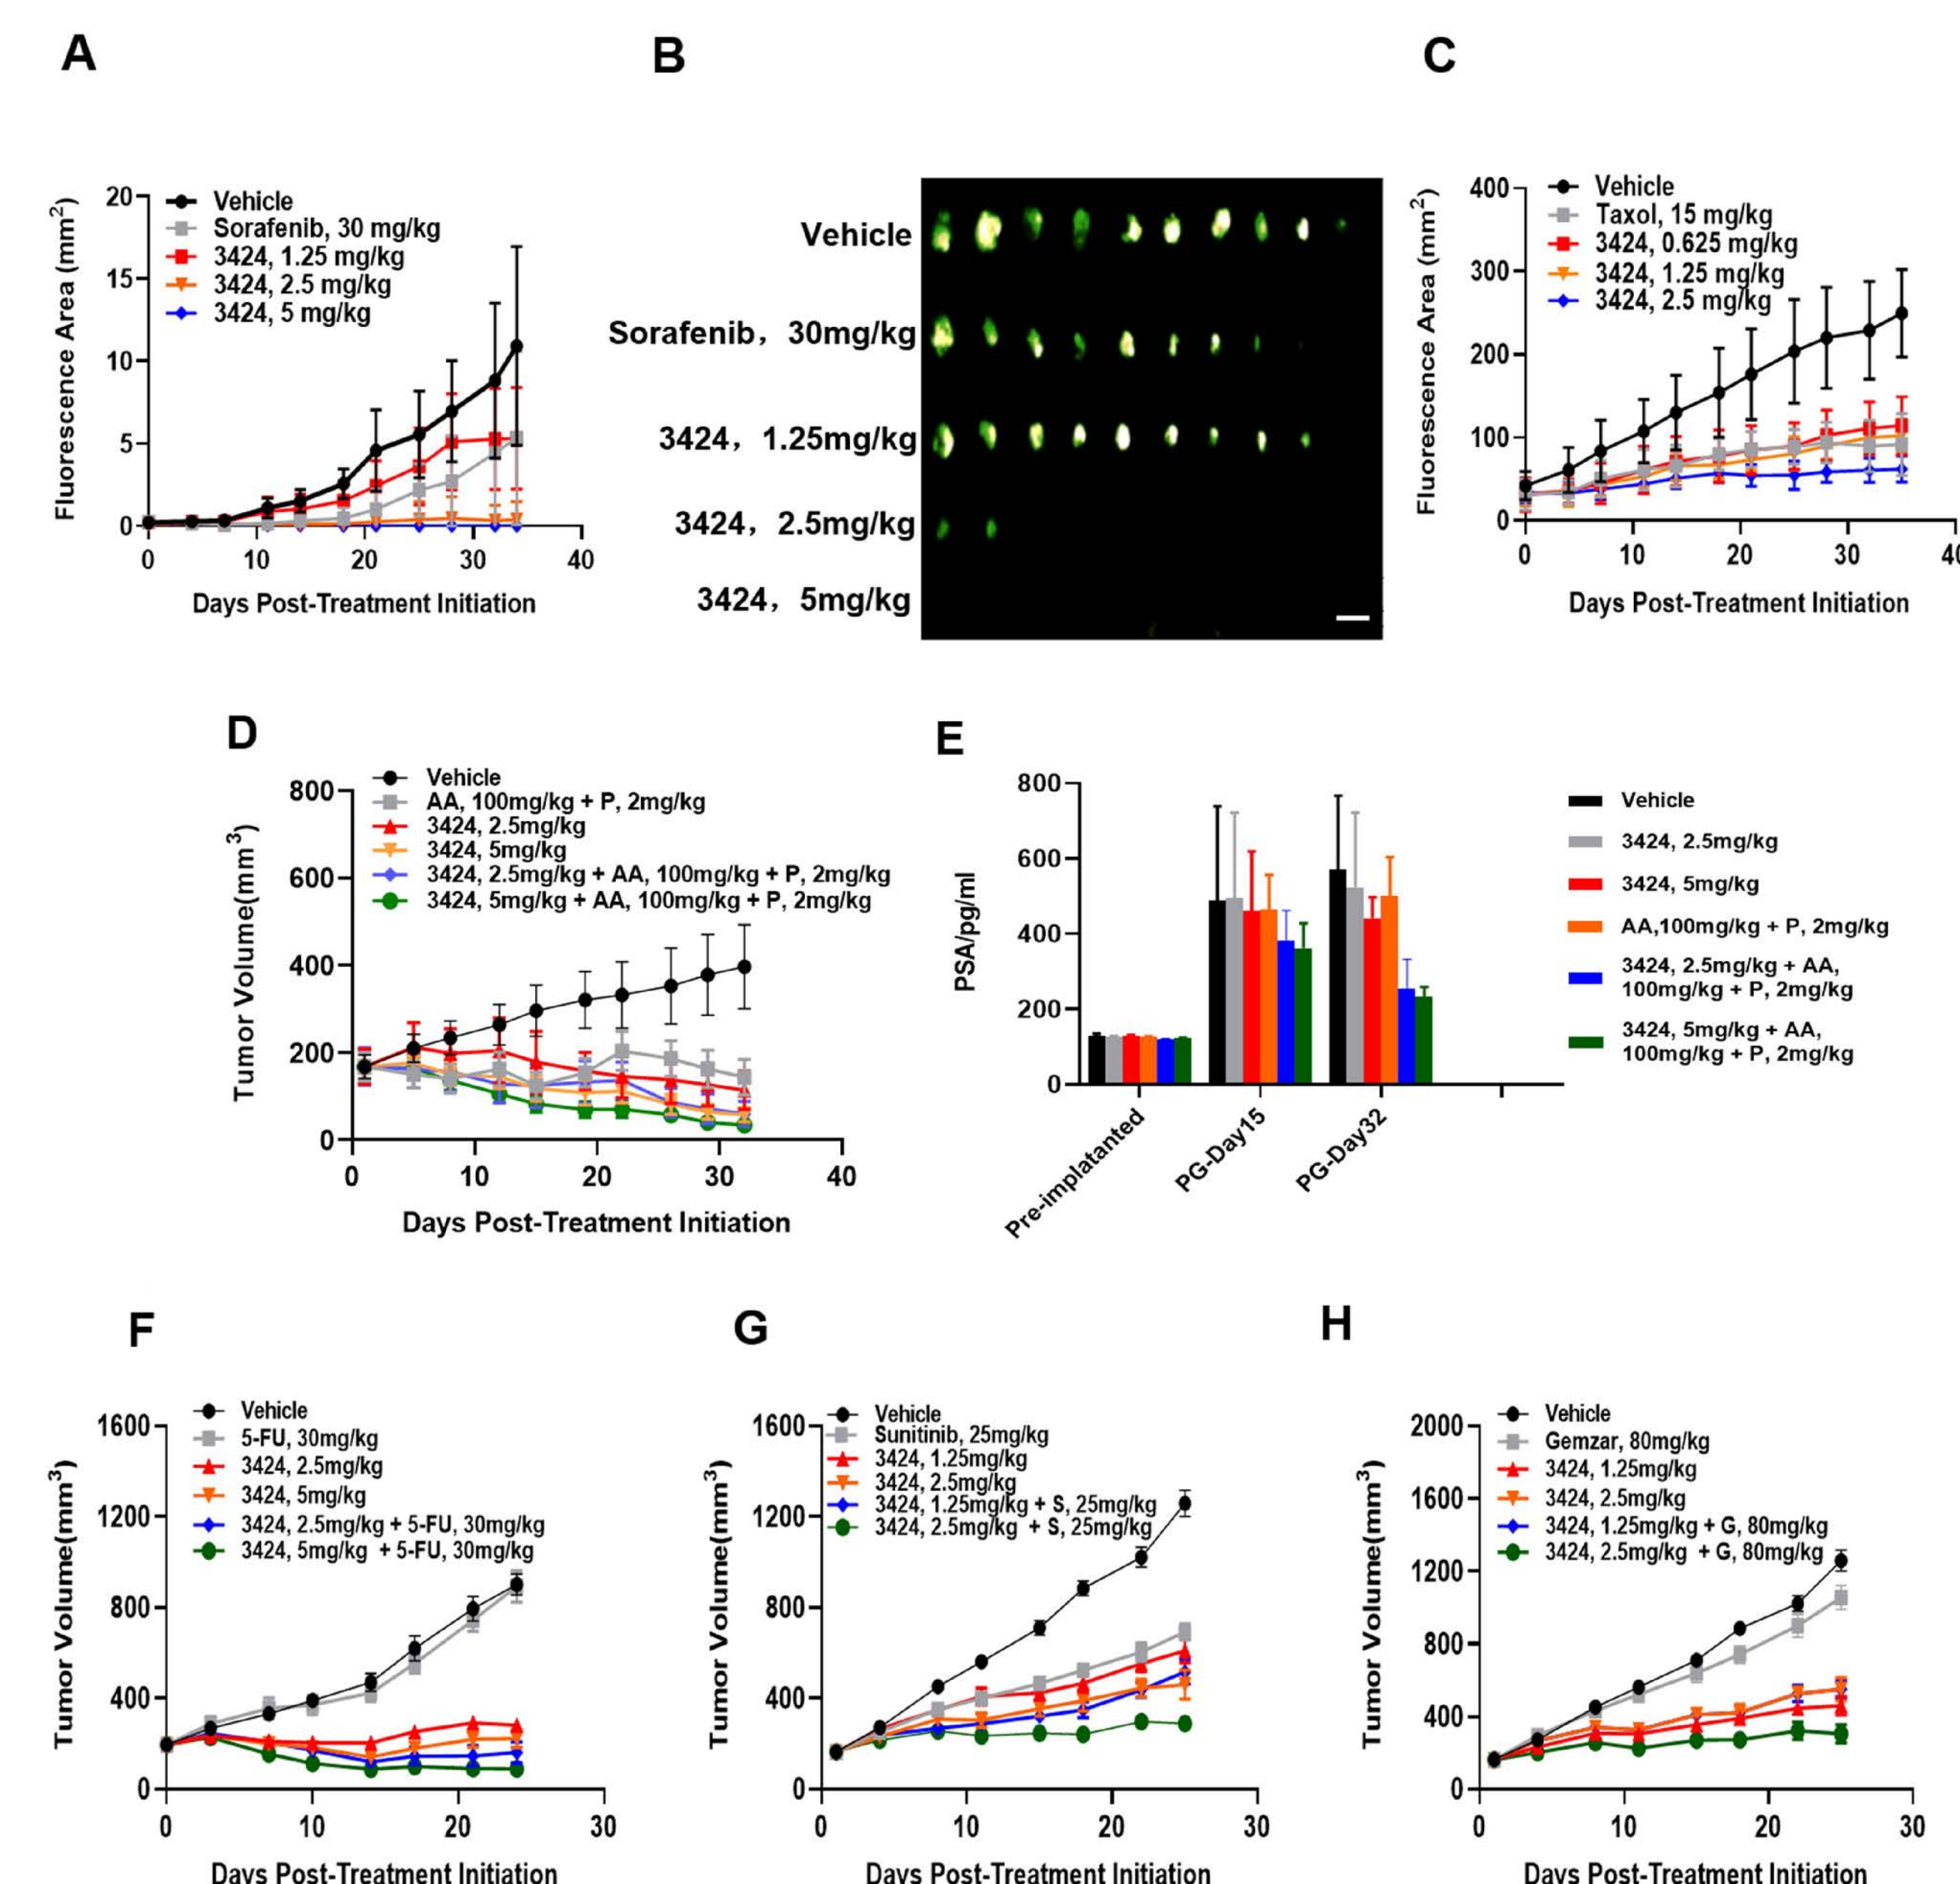 A
B
C
Fluorescence Area (mm2)
20
15
10
5
0
Vehicle
Sorafenib, 30 mg/kg
3424, 1.25 mg/kg
3424, 2.5 mg/kg
3424, 5 mg/kg
0 10 20 30 40
Days Post-Treatment Initiation
Vehicle
Sorafenib, 30mg/kg
3424, 1.25mg/kg
3424, 2.5mg/kg
3424, 5mg/kg
Fluorescence Area (mm2)
400
300
200
100
0
Vehicle
Taxol, 15 mg/kg
3424, 0.625 mg/kg
3424, 1.25 mg/kg
3424, 2.5 mg/kg
0 10 20 30 40
Days Post-Treatment Initiation
D
E
Tumor Volume(mm3)
800
600
400
200
0
Vehicle
AA, 100mg/kg + P, 2mg/kg
3424, 2.5mg/kg
3424, 5mg/kg
3424, 2.5mg/kg + AA, 100mg/kg + P, 2mg/kg
3424, 5mg/kg + AA, 100mg/kg + P, 2mg/kg
0 10 20 30 40
Days Post-Treatment Initiation
PSA/pg/ml
800
600
400
200
0
Pre-implatanted
PG-Day15
PG-Day32
Vehicle
3424, 2.5mg/kg
3424, 5mg/kg
AA,100mg/kg + P, 2mg/kg
3424, 2.5mg/kg + AA,
100mg/kg + P, 2mg/kg
3424, 5mg/kg + AA,
100mg/kg + P, 2mg/kg
F
G
H
Tumor Volume(mm3)
1600
1200
800
400
0
Vehicle
5-FU, 30mg/kg
3424, 2.5mg/kg
3424, 5mg/kg
3424, 2.5mg/kg + 5-FU, 30mg/kg
3424, 5mg/kg + 5-FU, 30mg/kg
0 10 20 30
Days Post-Treatment Initiation
Tumor Volume(mm3)
1600
1200
800
400
0
Vehicle
Sunitinib, 25mg/kg
3424, 1.25mg/kg
3424, 2.5mg/kg
3424, 1.25mg/kg + S, 25mg/kg
3424, 2.5mg/kg + S, 25mg/kg
0 10 20 30
Days Post-Treatment Initiation
Tumor Volume(mm3)
2000
1600
1200
800
400
0
Vehicle
Gemzar, 80mg/kg
3424, 1.25mg/kg
3424, 2.5mg/kg
3424, 1.25mg/kg + G, 80mg/kg
3424, 2.5mg/kg + G, 80mg/kg
0 10 20 30
Days Post-Treatment Initiation